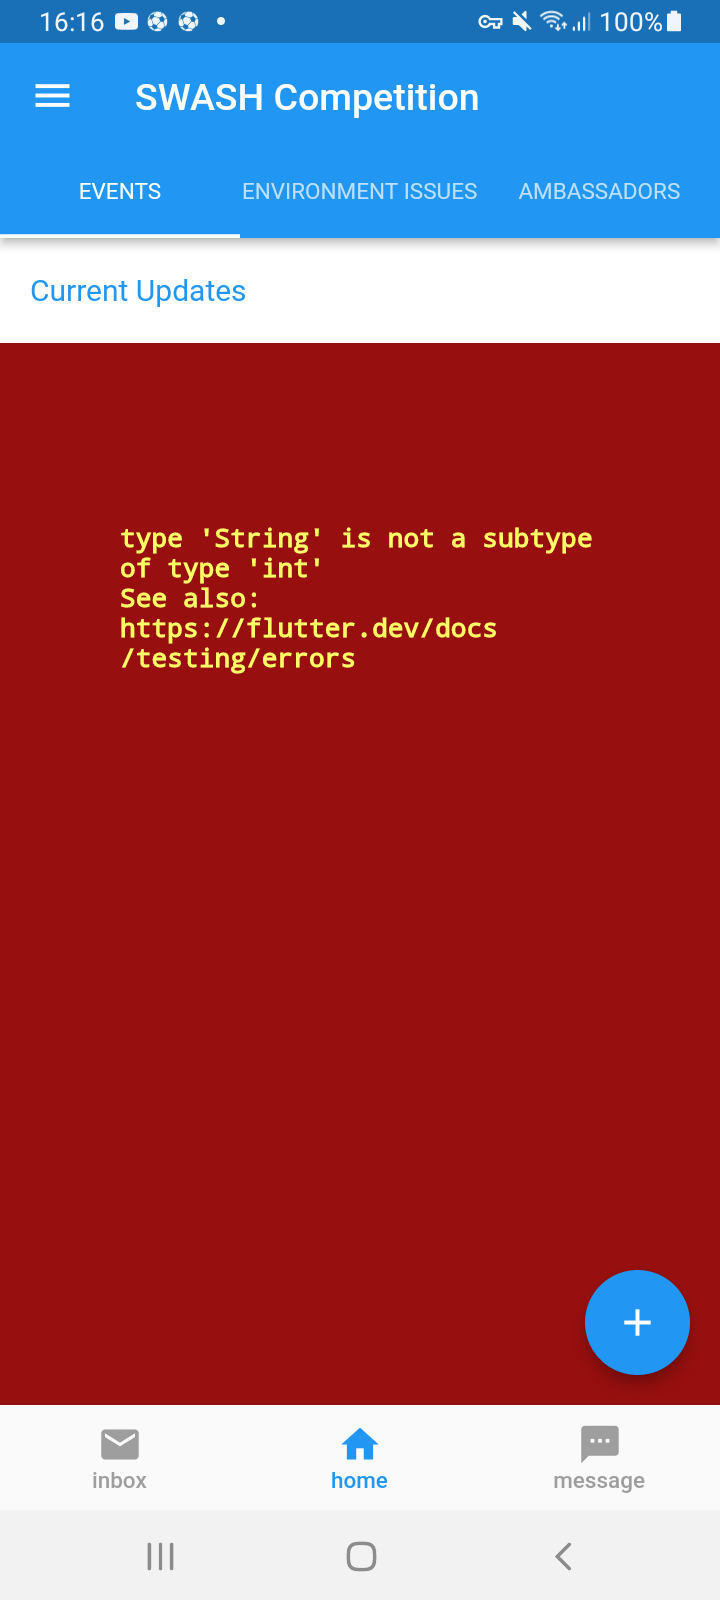 16:16
100%
SWASH Competition
EVENTS
ENVIRONMENT ISSUES
AMBASSADORS
Current Updates
type 'String' is not a subtype
of type 'int'
See also:
https://flutter.dev/docs
/testing/errors
inbox
home
message